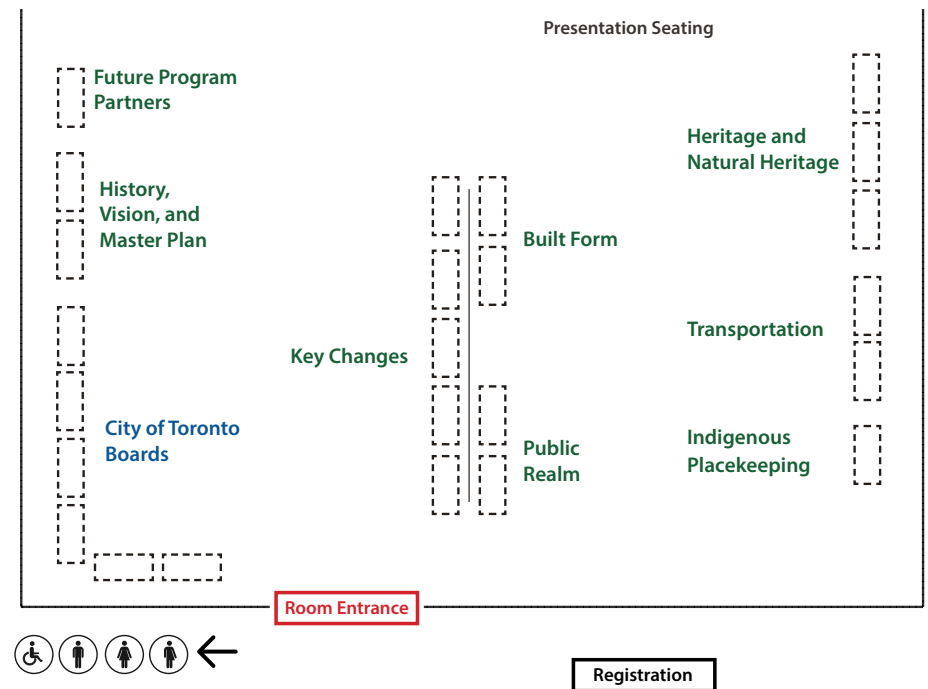 Presentation Seating
Future Program
Partners
Heritage and
Natural Heritage
History,
Vision, and
Master Plan
Built Form
Transportation
Key Changes
City of Toronto
Boards
Public
Realm
Indigenous
Placekeeping
Room Entrance
Registration